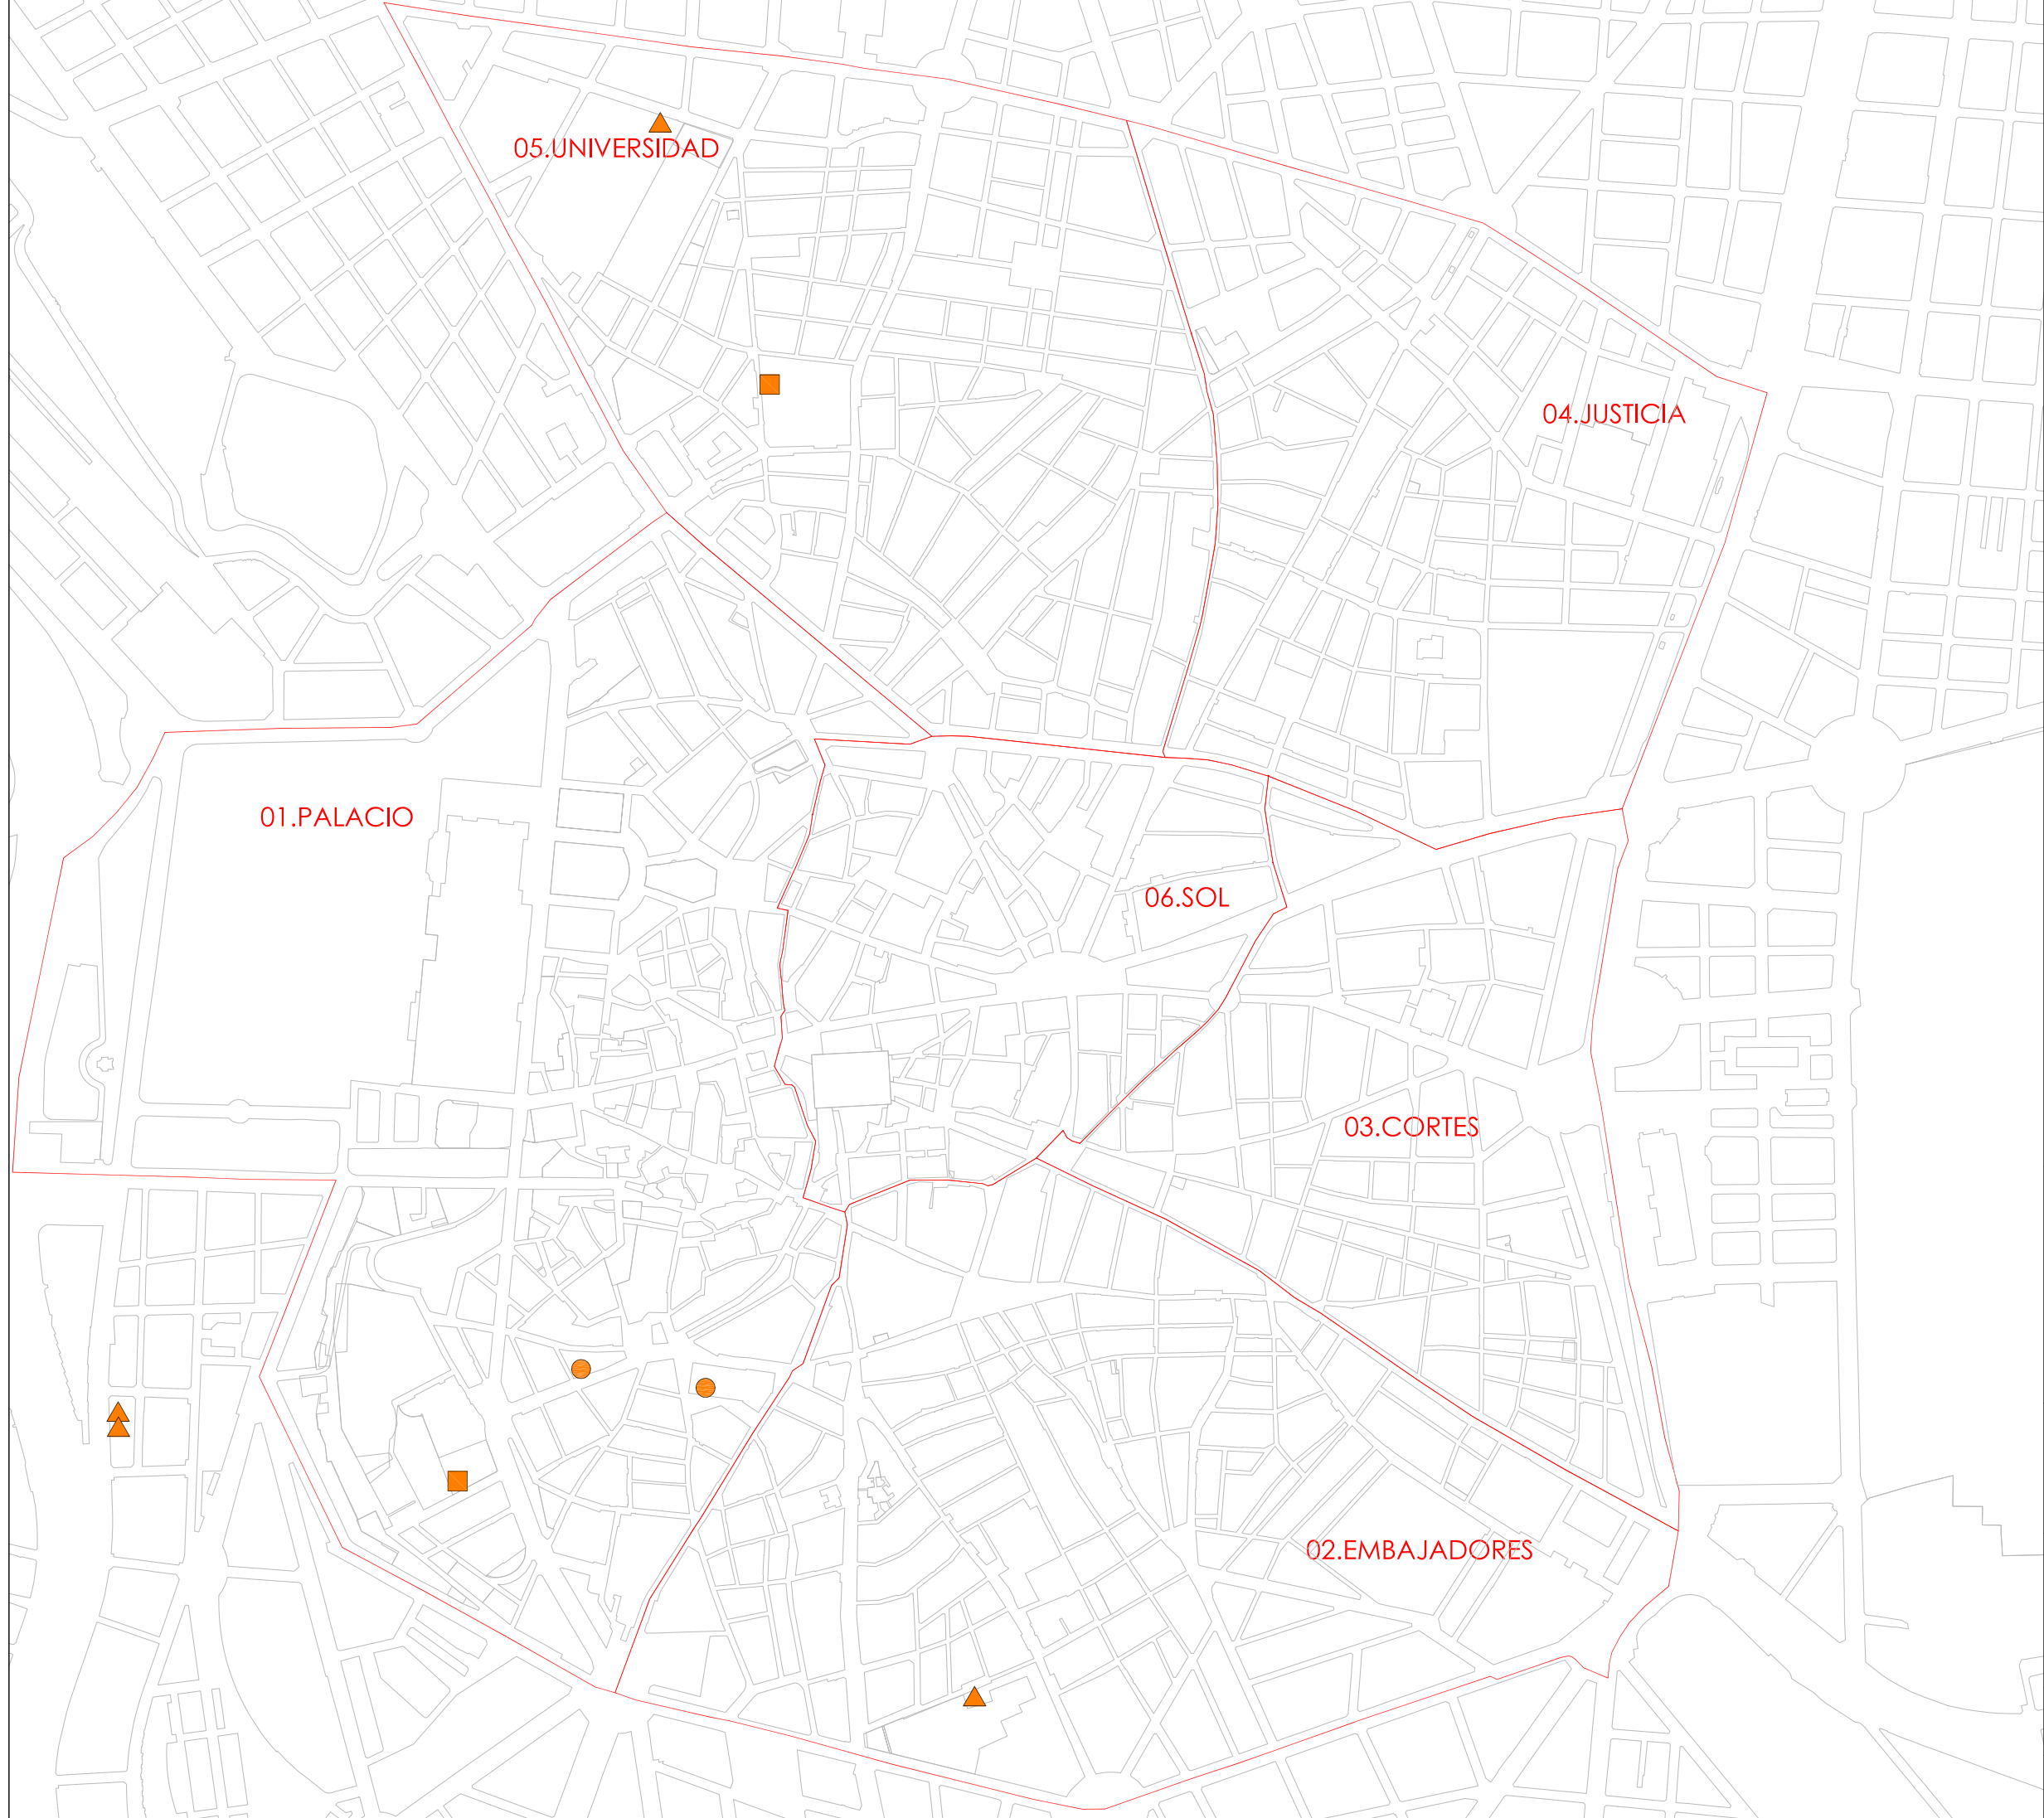 05.UNIVERSIDAD
04.JUSTICIA
01.PALACIO
06.SOL
03.CORTES
02.EMBAJADORES